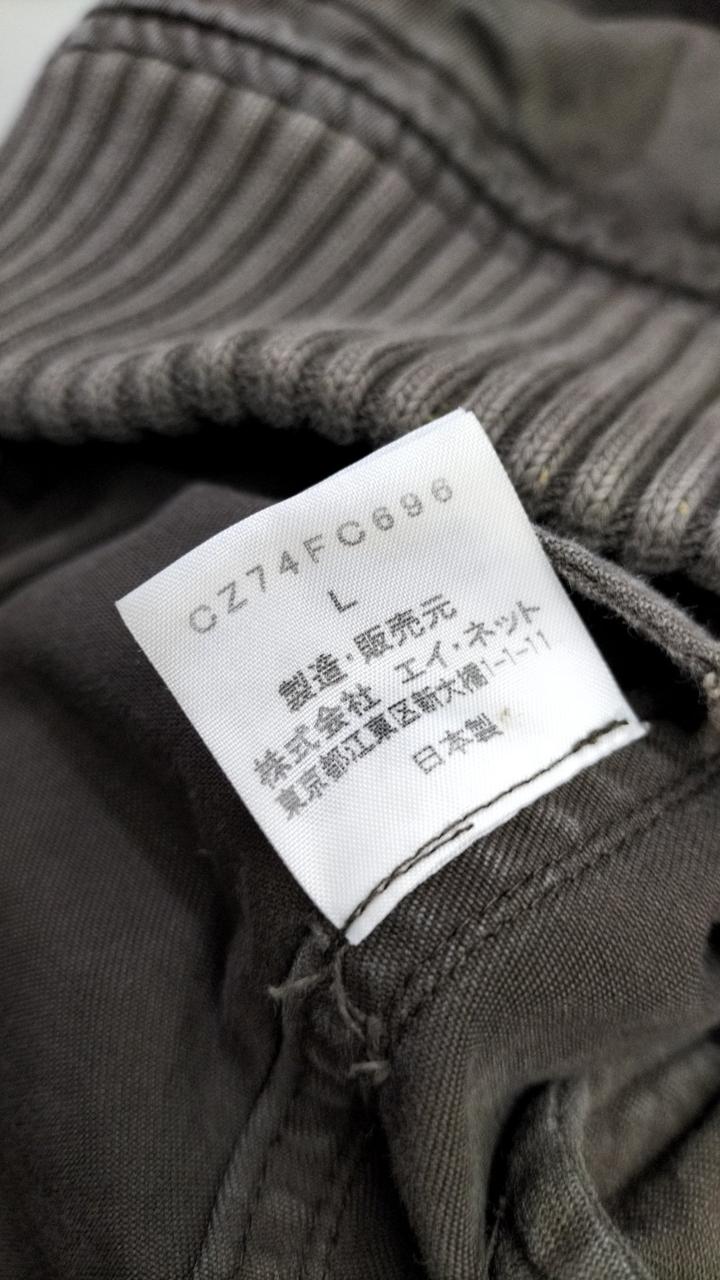 CZ74FC696
L
製造・販売元
株式会社 エイ・ネット
東京都江東区新大橋1-1-11
日本製